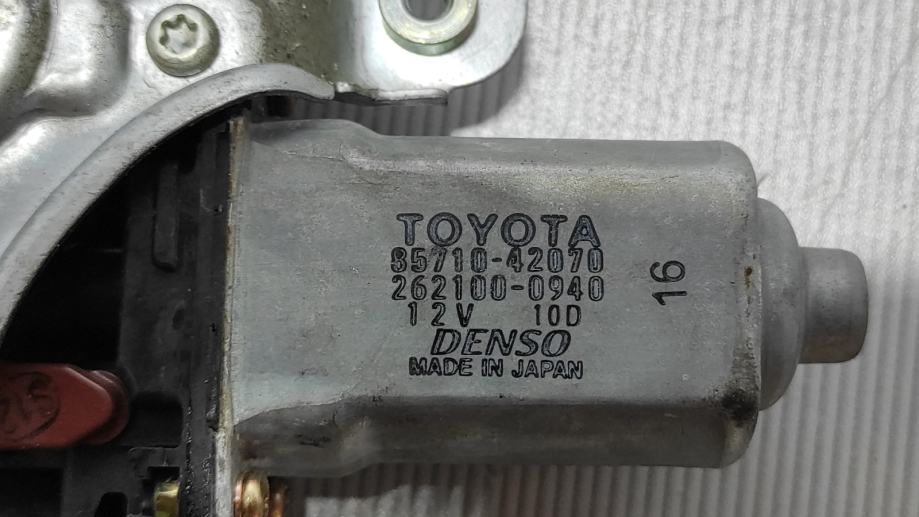 TOYOTA
85710-42070
262100-0940
12V 10D
DENSO
MADE IN JAPAN
16